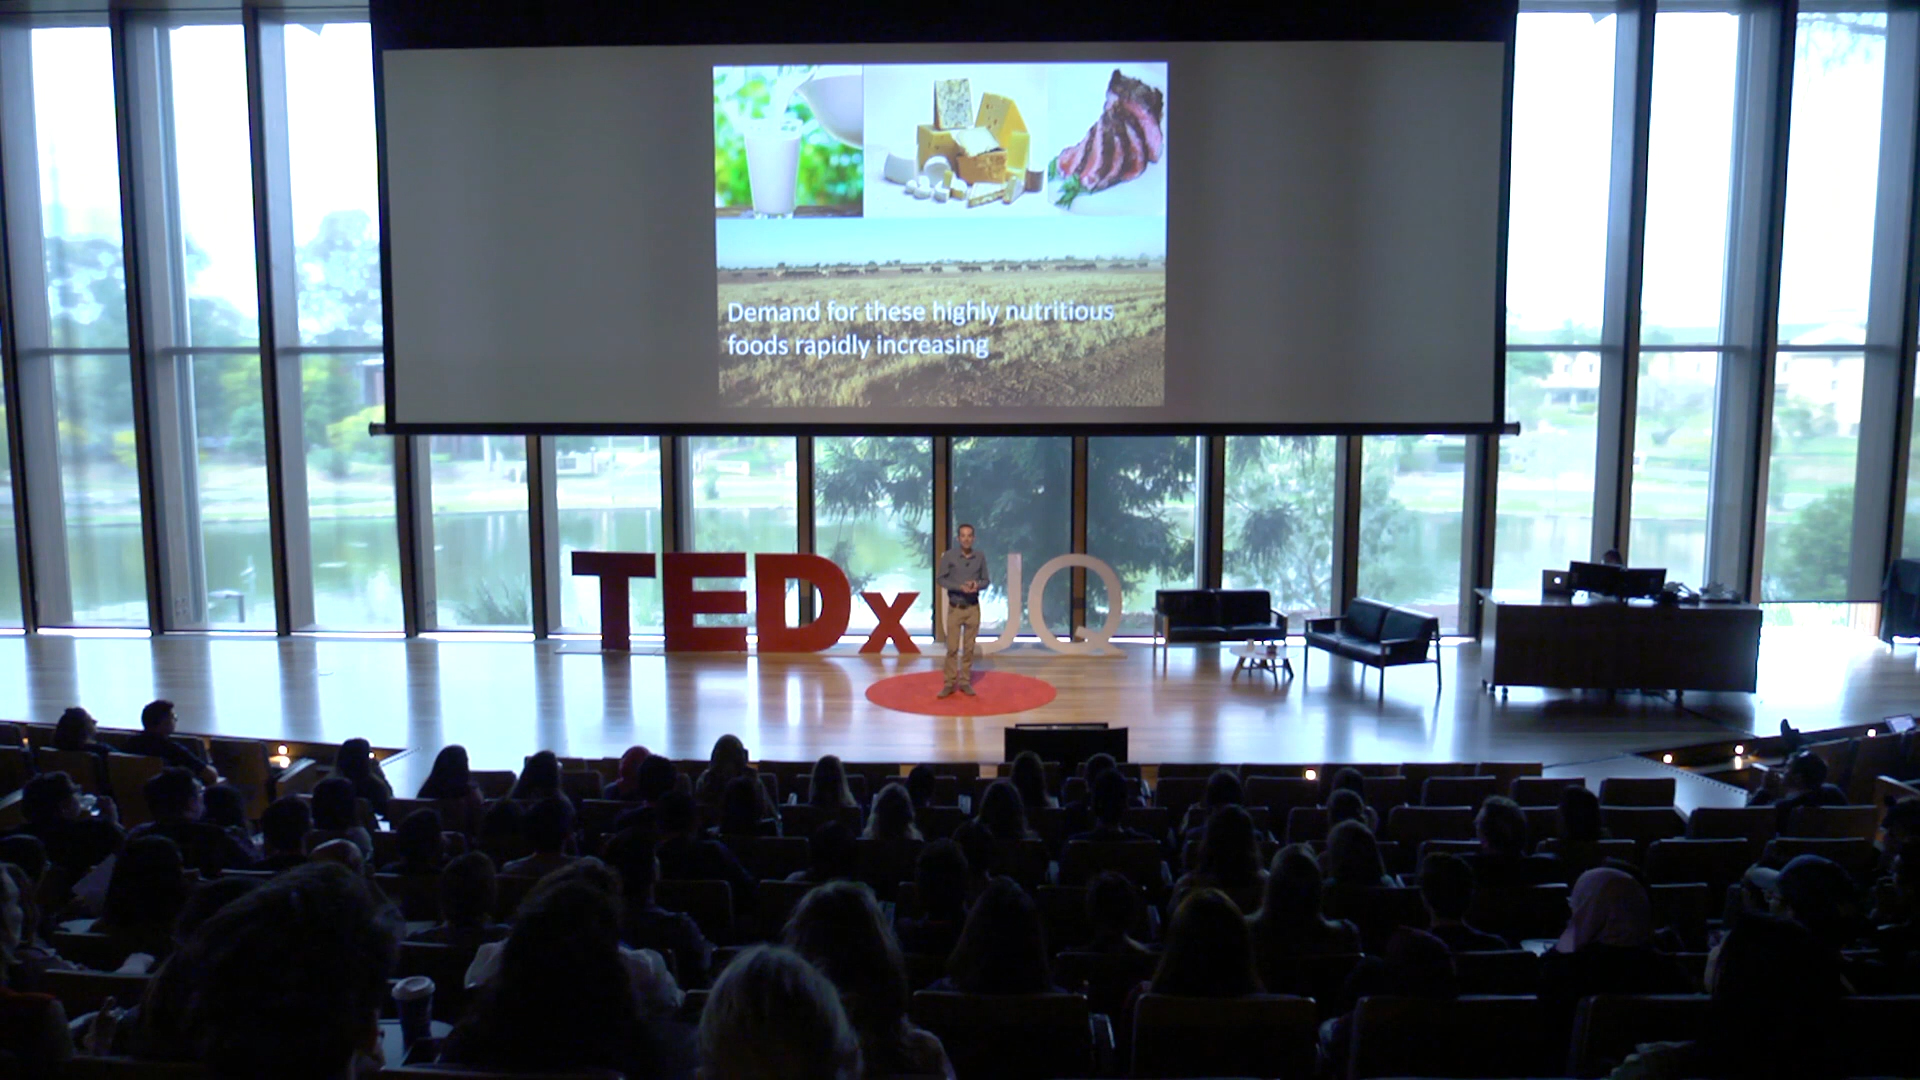 Demand for these highly nutritious
foods rapidly increasing
TEDx UQ